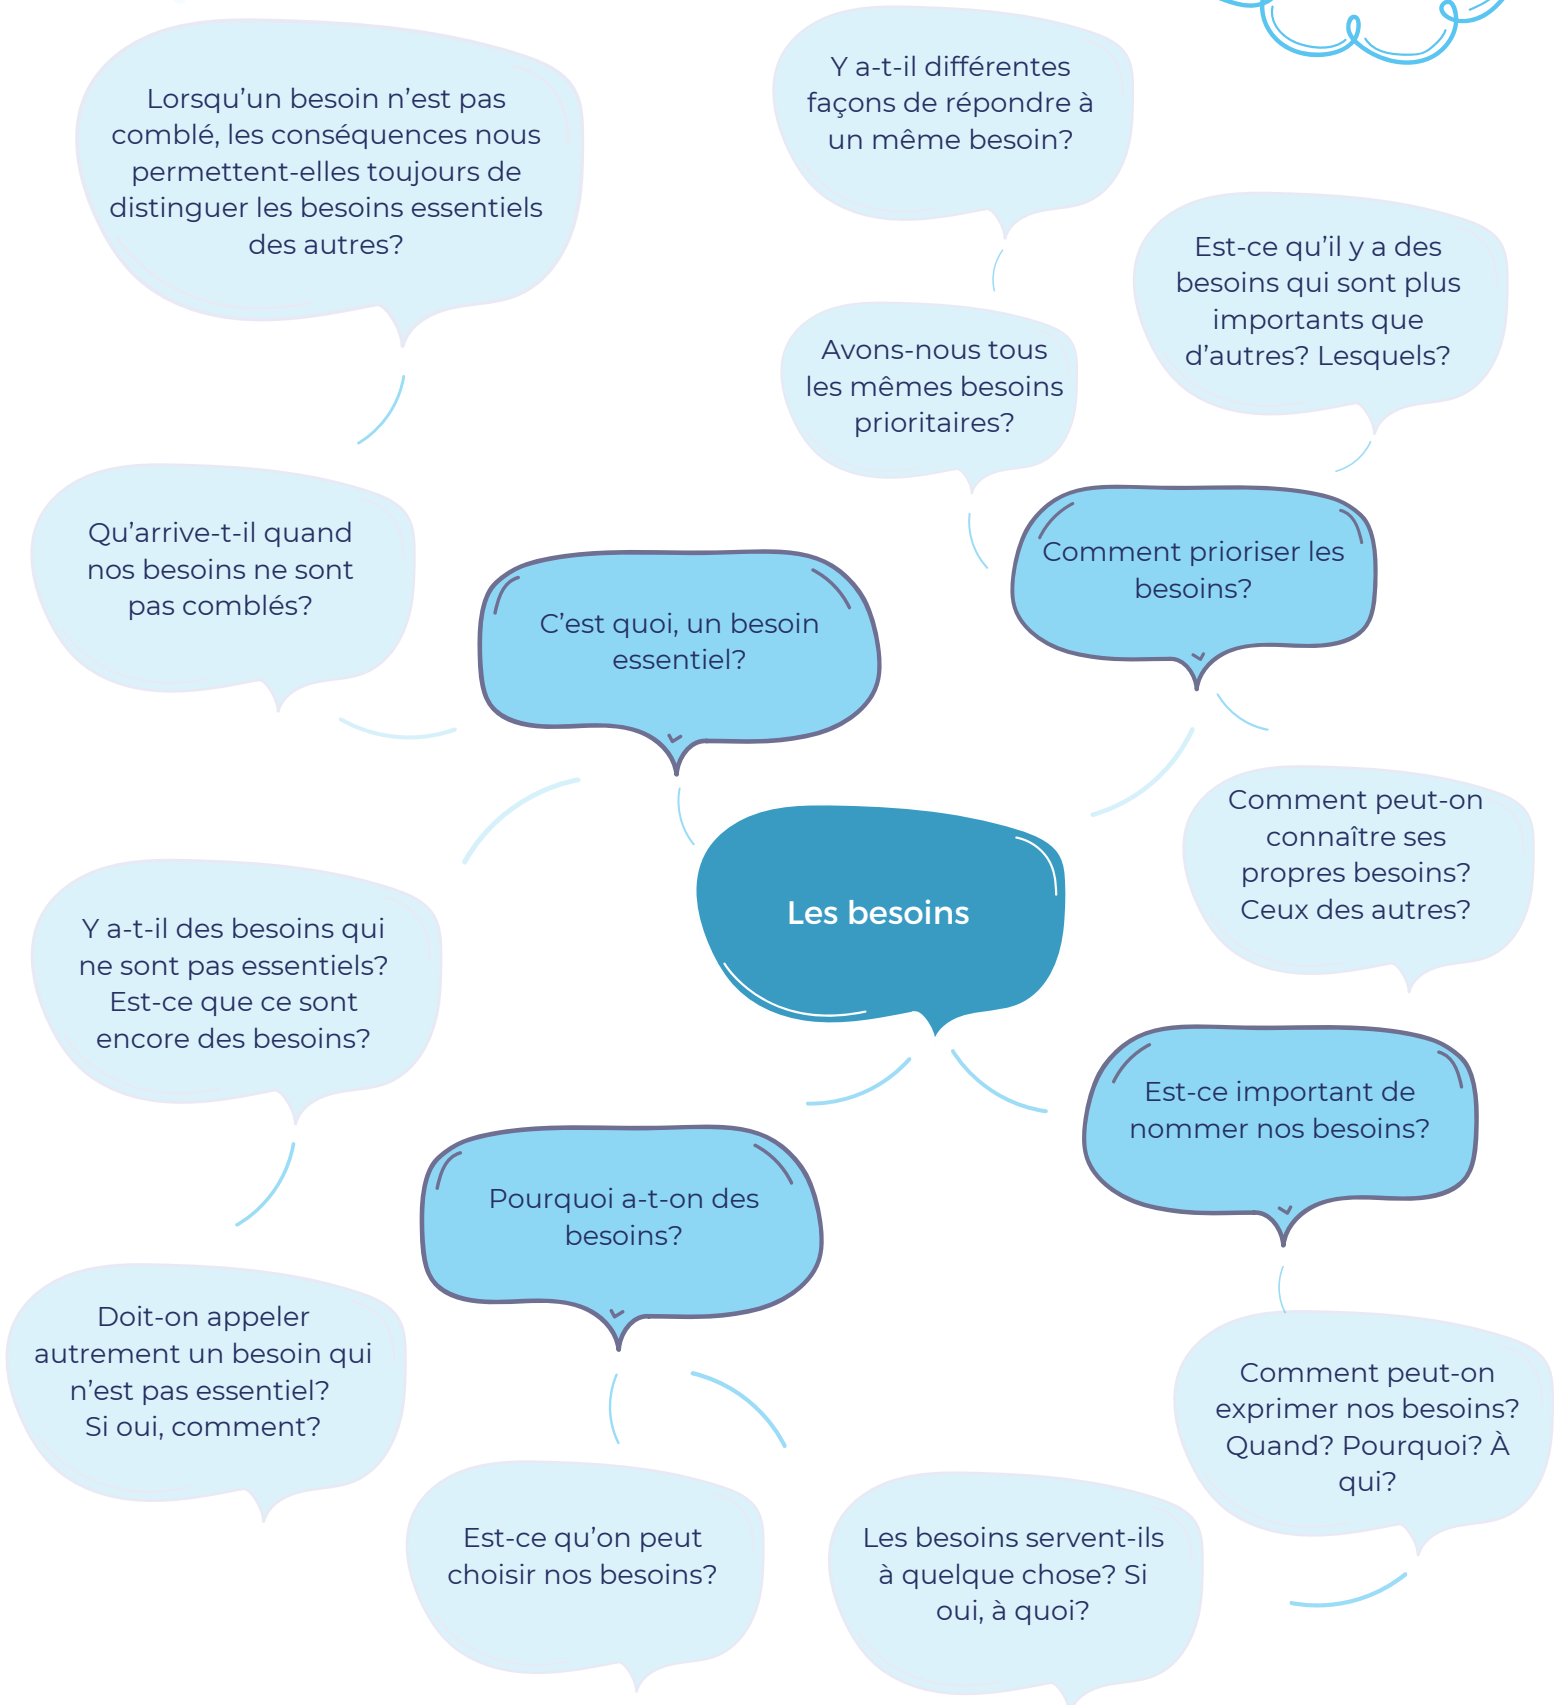 Lorsqu’un besoin n’est pas
comblé, les conséquences nous
permettent-elles toujours de
distinguer les besoins essentiels
des autres?
Y a-t-il différentes
façons de répondre à
un même besoin?
Est-ce qu’il y a des
besoins qui sont plus
importants que
d’autres? Lesquels?
Avons-nous tous
les mêmes besoins
prioritaires?
Qu’arrive-t-il quand
nos besoins ne sont
pas comblés?
C’est quoi, un besoin
essentiel?
Comment prioriser les
besoins?
Les besoins
Comment peut-on
connaître ses
propres besoins?
Ceux des autres?
Y a-t-il des besoins qui
ne sont pas essentiels?
Est-ce que ce sont
encore des besoins?
Est-ce important de
nommer nos besoins?
Pourquoi a-t-on des
besoins?
Doit-on appeler
autrement un besoin qui
n’est pas essentiel?
Si oui, comment?
Comment peut-on
exprimer nos besoins?
Quand? Pourquoi? À
qui?
Est-ce qu’on peut
choisir nos besoins?
Les besoins servent-ils
à quelque chose? Si
oui, à quoi?